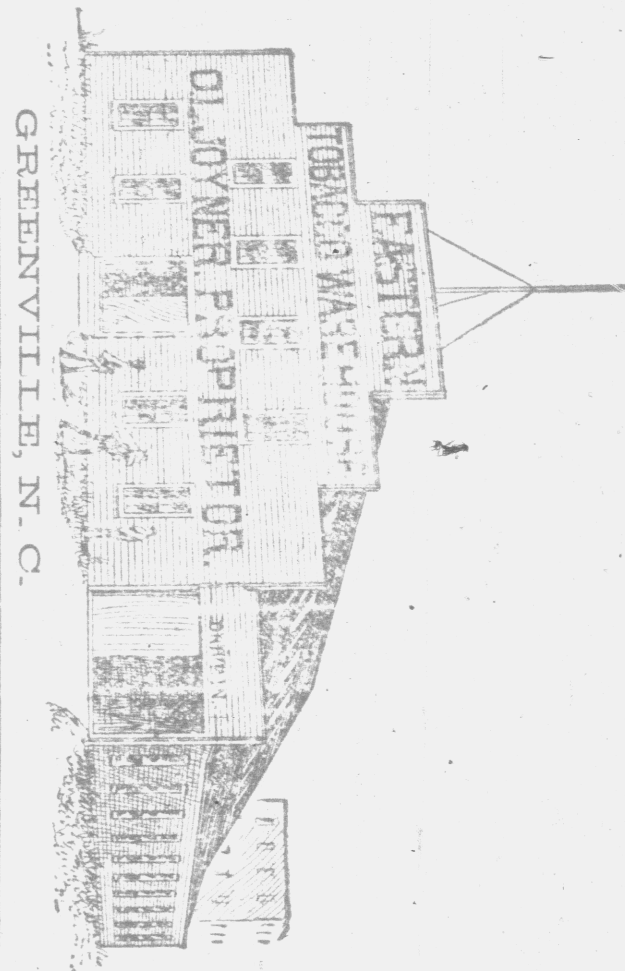 EASTERN
TOBACCO WAREHOUSE
O.L. JOYNER. PROPRIETOR.
GREENVILLE, N. C.